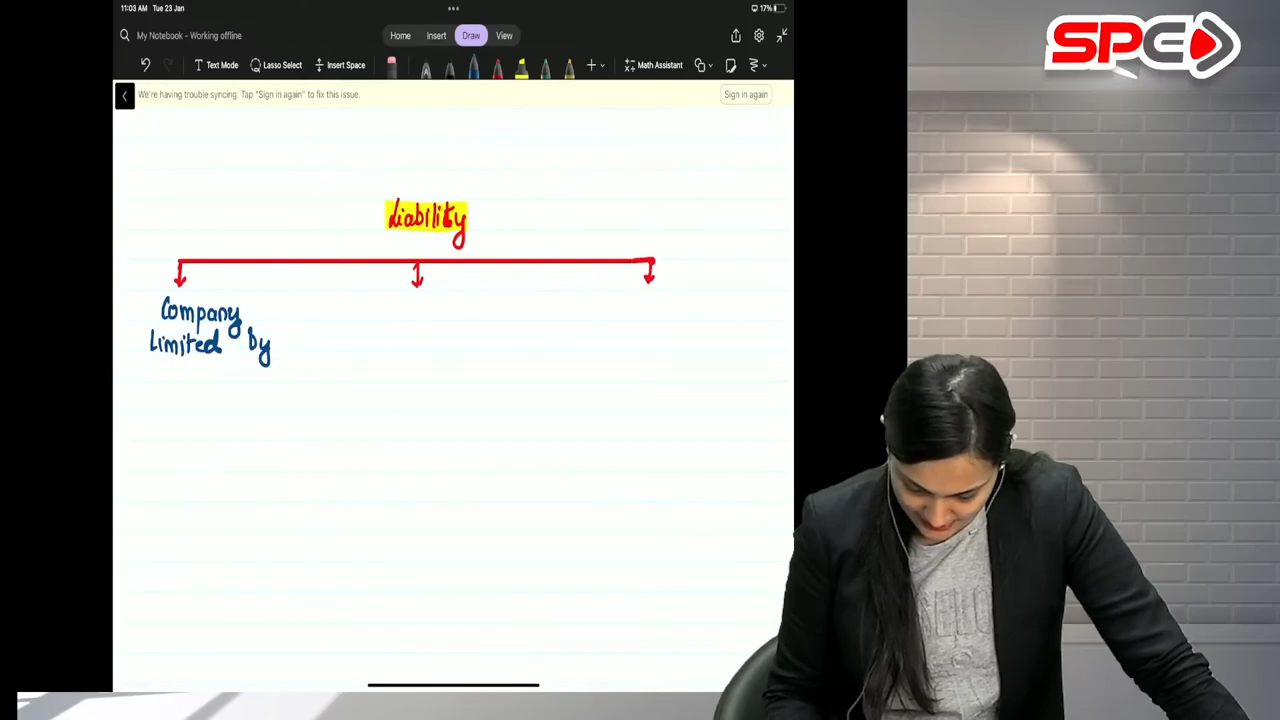 11:03 AM Tue 23 Jan
17%
SPE
My Notebook - Working offline
Home Insert Draw View
Text Mode Lasso Select Insert Space Math Assistant
We're having trouble syncing. Tap "Sign in again" to fix this issue.
Sign in again
Liability
Company
Limited by